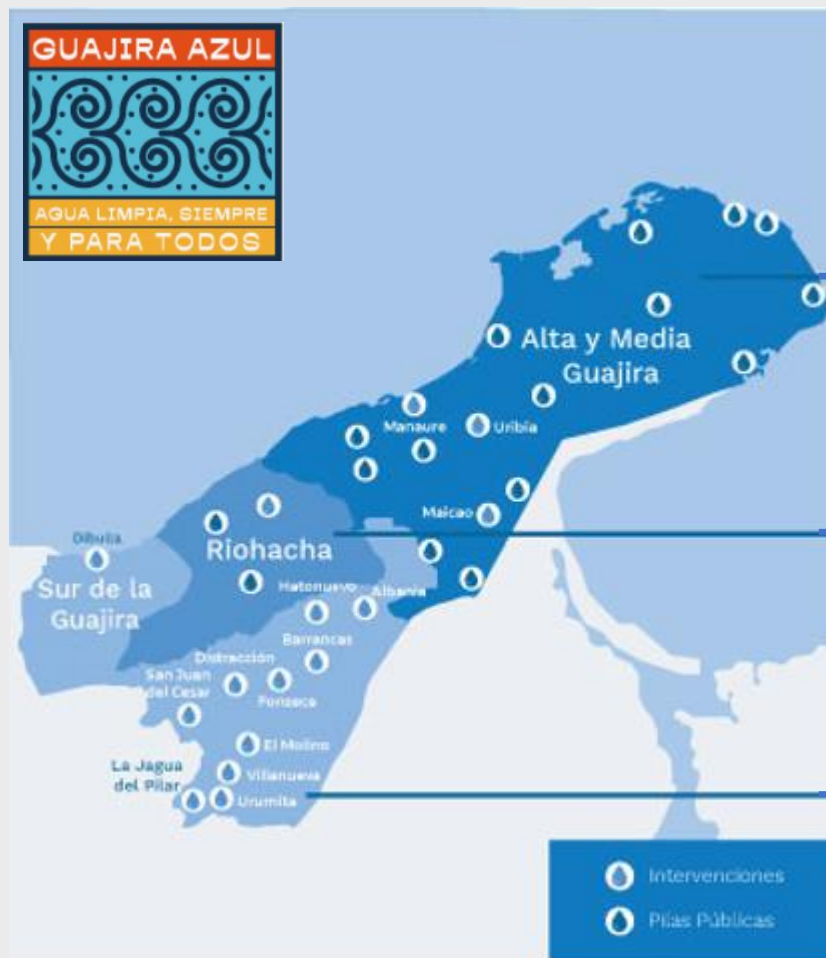 GUAJIRA AZUL
AGUA LIMPIA, SIEMPRE
Y PARA TODOS
Alta y Media
Guajira
Manaure
Uribia
Maicao
Riohacha
Dibulla
Sur de la
Guajira
Hatonuevo
Albania
Barrancas
Distracción
Fonseca
San Juan
del Cesar
El Molino
La Jagua
del Pilar
Villanueva
Urumita
Intervenciones
Pilas Públicas